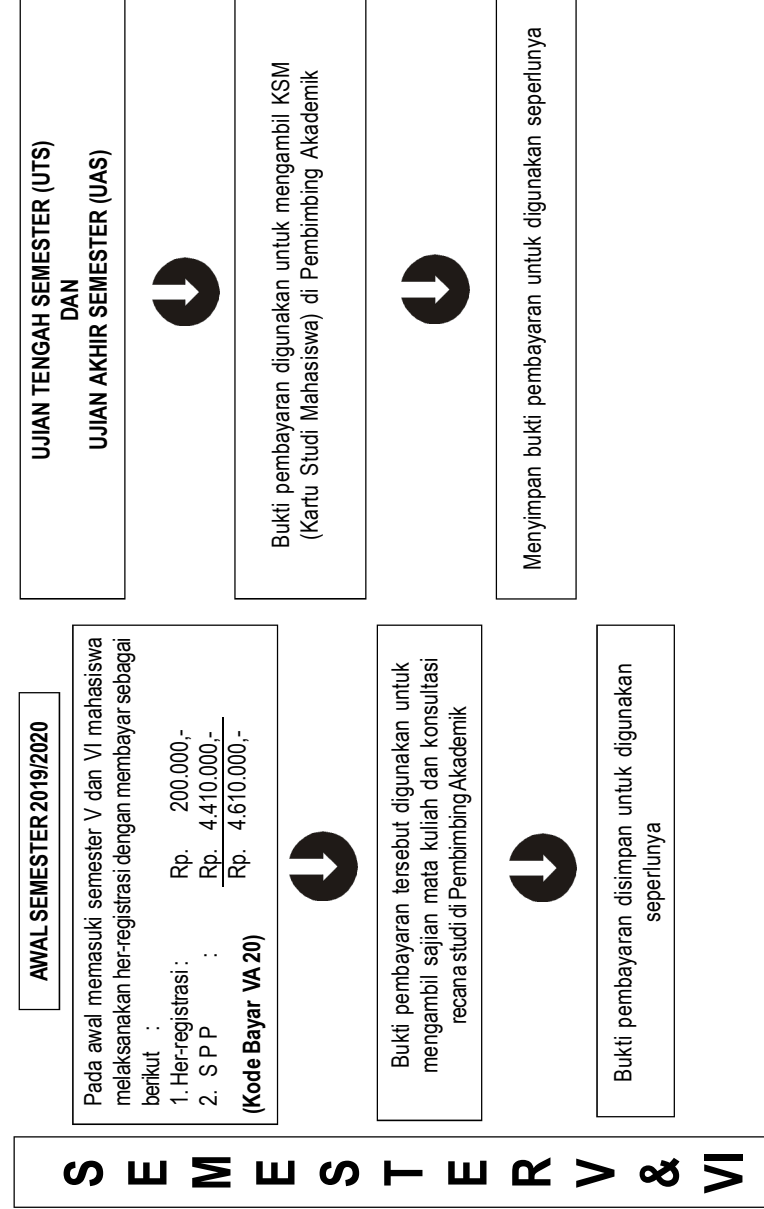 SEMESTER V & VI
AWAL SEMESTER 2019/2020
Pada awal memasuki semester V dan VI mahasiswa
melaksanakan her-registrasi dengan membayar sebagai
berikut :
1. Her-registrasi : Rp. 200.000,-
2. S P P : Rp. 4.410.000,-
Rp. 4.610.000,-
(Kode Bayar VA 20)
Bukti pembayaran tersebut digunakan untuk
mengambil sajian mata kuliah dan konsultasi
recana studi di Pembimbing Akademik
Bukti pembayaran disimpan untuk digunakan
seperlunya
UJIAN TENGAH SEMESTER (UTS)
DAN
UJIAN AKHIR SEMESTER (UAS)
Bukti pembayaran digunakan untuk mengambil KSM
(Kartu Studi Mahasiswa) di Pembimbing Akademik
Menyimpan bukti pembayaran untuk digunakan seperlunya